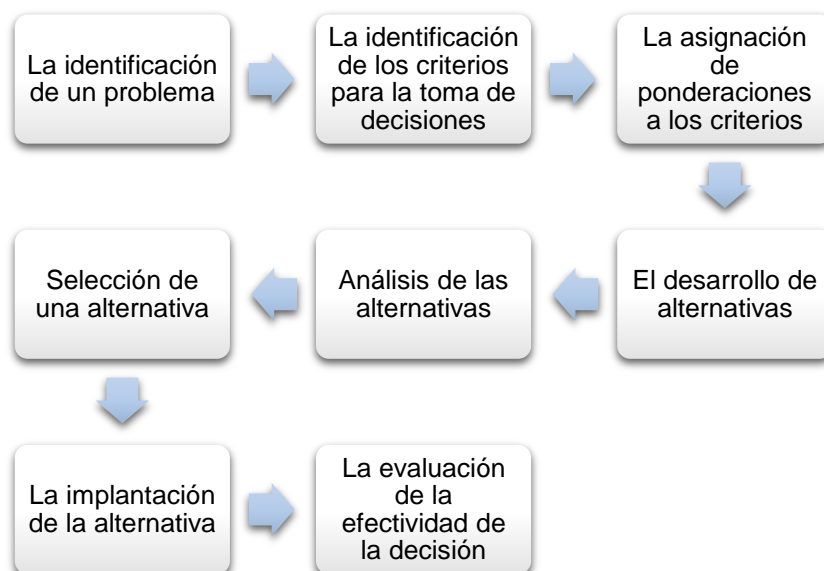 La identificación
de un problema
La identificación
de los criterios
para la toma de
decisiones
La asignación
de
ponderaciones
a los criterios
El desarrollo de
alternativas
Análisis de las
alternativas
Selección de
una alternativa
La implantación
de la alternativa
La evaluación
de la
efectividad de
la decisión